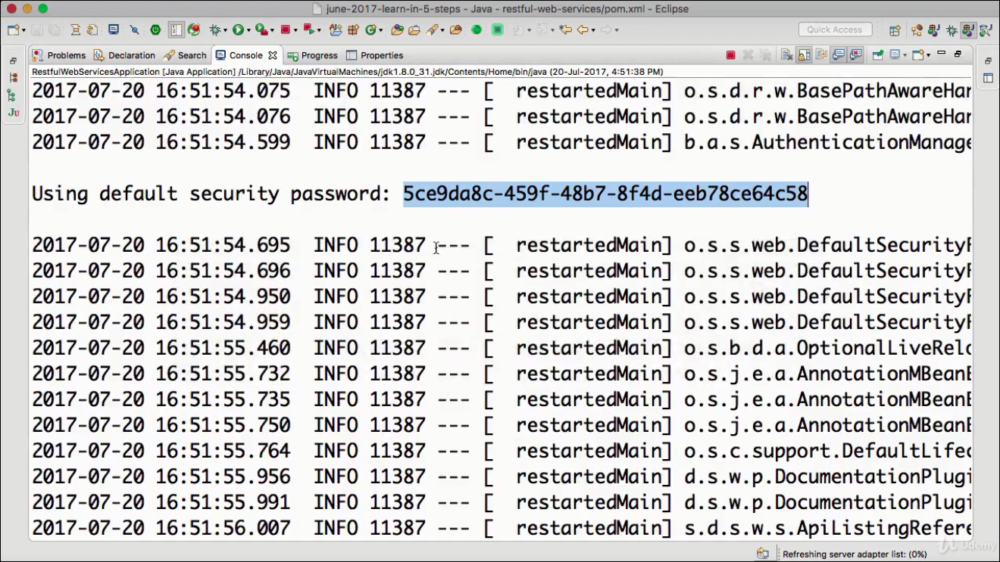 june-2017-learn-in-5-steps - Java - restful-web-services/pom.xml - Eclipse
Quick Access
Problems Declaration Search Console Progress Properties
RestfulWebServicesApplication [Java Application] /Library/Java/JavaVirtualMachines/jdk1.8.0_31.jdk/Contents/Home/bin/java (20-Jul-2017, 4:51:38 PM)
2017-07-20 16:51:54.075 INFO 11387 --- [ restartedMain] o.s.d.r.w.BasePathAwareHar
2017-07-20 16:51:54.076 INFO 11387 --- [ restartedMain] o.s.d.r.w.BasePathAwareHar
2017-07-20 16:51:54.599 INFO 11387 --- [ restartedMain] b.a.s.AuthenticationManage
Using default security password: 5ce9da8c-459f-48b7-8f4d-eeb78ce64c58
2017-07-20 16:51:54.695 INFO 11387 --- [ restartedMain] o.s.s.web.DefaultSecurityF
2017-07-20 16:51:54.696 INFO 11387 --- [ restartedMain] o.s.s.web.DefaultSecurityF
2017-07-20 16:51:54.950 INFO 11387 --- [ restartedMain] o.s.s.web.DefaultSecurityF
2017-07-20 16:51:54.959 INFO 11387 --- [ restartedMain] o.s.s.web.DefaultSecurityF
2017-07-20 16:51:55.460 INFO 11387 --- [ restartedMain] o.s.b.d.a.OptionalLiveRelo
2017-07-20 16:51:55.732 INFO 11387 --- [ restartedMain] o.s.j.e.a.AnnotationMBeanE
2017-07-20 16:51:55.735 INFO 11387 --- [ restartedMain] o.s.j.e.a.AnnotationMBeanE
2017-07-20 16:51:55.750 INFO 11387 --- [ restartedMain] o.s.j.e.a.AnnotationMBeanE
2017-07-20 16:51:55.764 INFO 11387 --- [ restartedMain] o.s.c.support.DefaultLifec
2017-07-20 16:51:55.956 INFO 11387 --- [ restartedMain] d.s.w.p.DocumentationPlugi
2017-07-20 16:51:55.991 INFO 11387 --- [ restartedMain] d.s.w.p.DocumentationPlugi
2017-07-20 16:51:56.007 INFO 11387 --- [ restartedMain] s.d.s.w.s.ApiListingRefere
Udemy
Refreshing server adapter list: (0%)